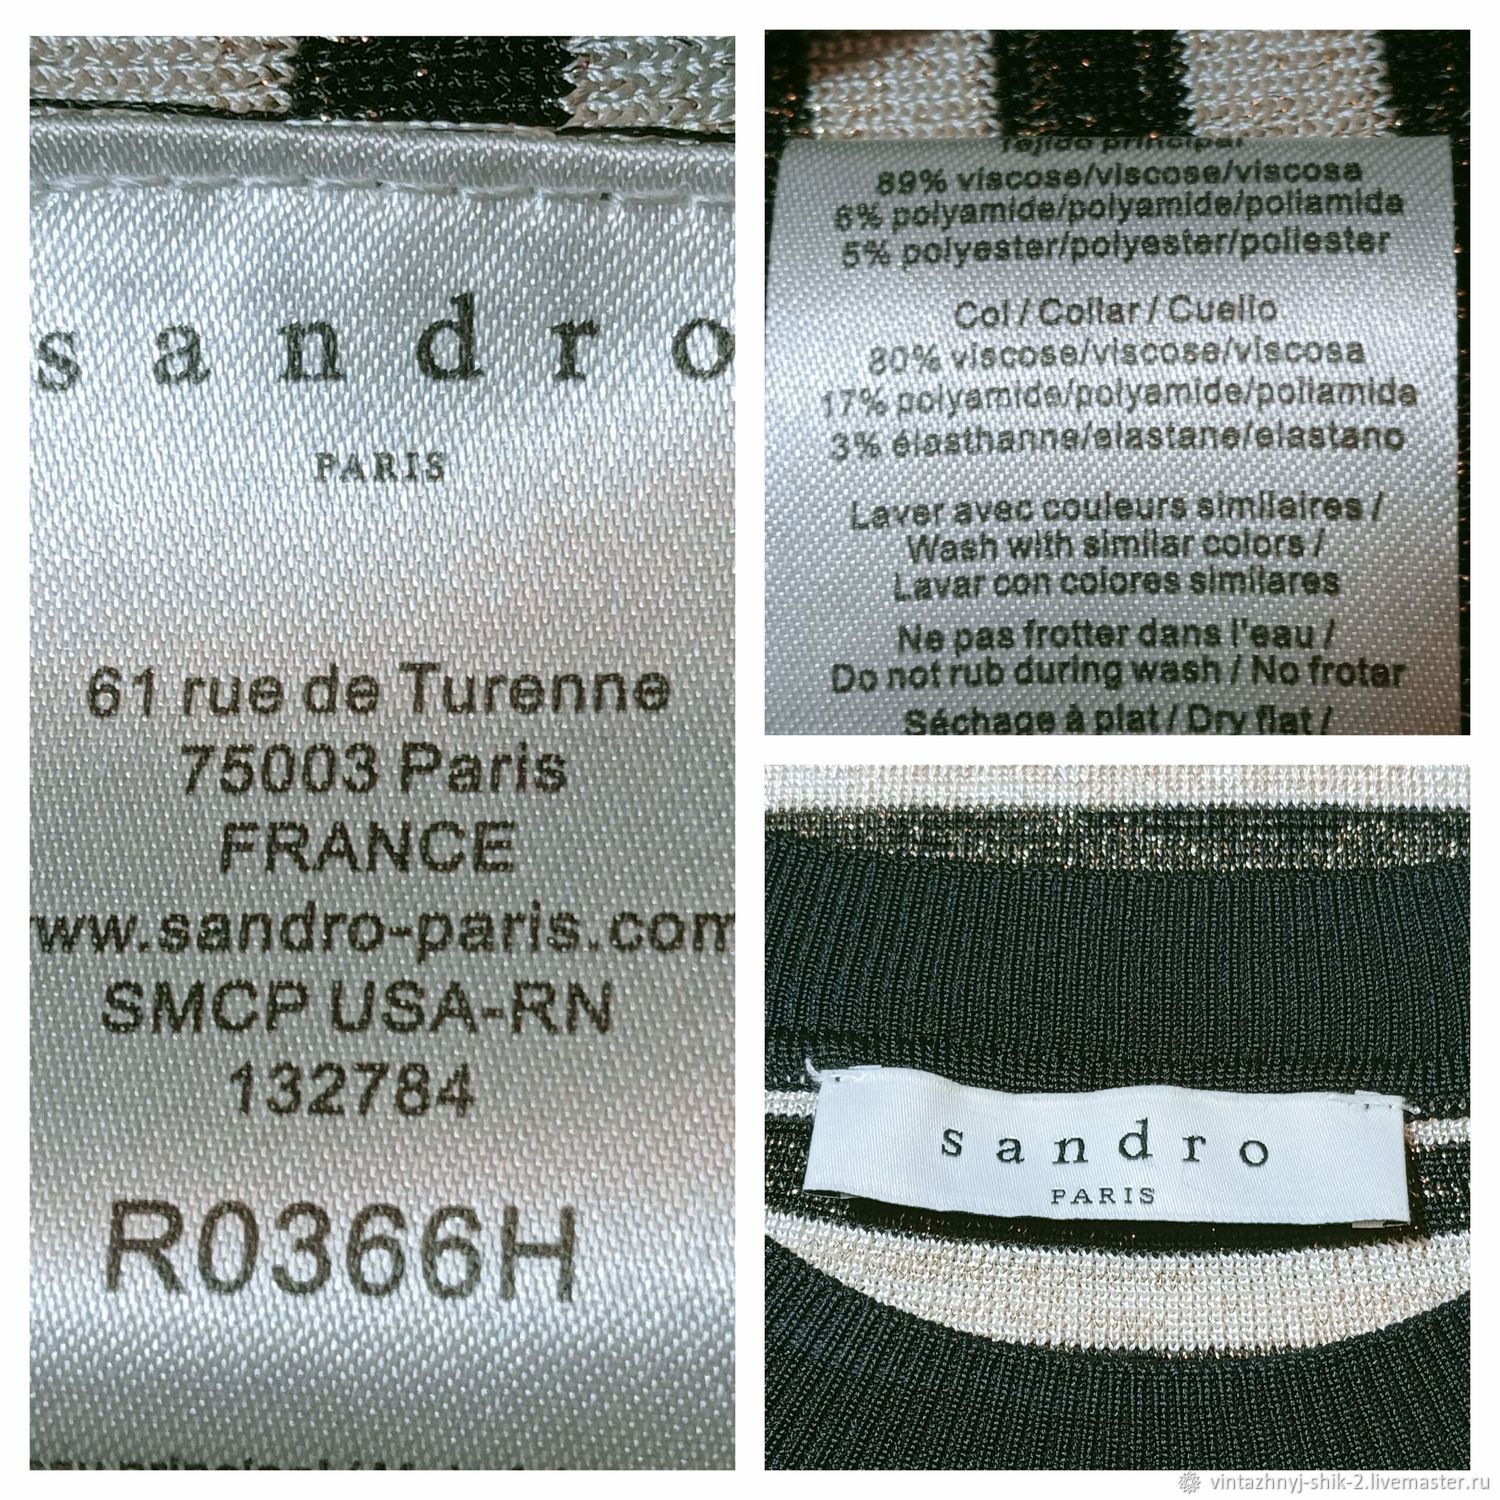 sandro
PARIS
61 rue de Turenne
75003 Paris
FRANCE
ww.sandro-paris.com
SMCP USA-RN
132784
R0366H
Tejido principal
89% viscose/viscose/viscosa
6% polyamide/polyamide/poliamida
5% polyester/polyester/poliester
Col / Collar / Cuello
80% viscose/viscose/viscosa
17% polyamide/polyamide/poliamida
3% élasthanne/elastane/elastano
Laver avec couleurs similaires /
Wash with similar colors /
Lavar con colores similares
Ne pas frotter dans l'eau /
Do not rub during wash / No frotar
Séchage à plat / Dry flat /
sandro
PARIS
vintazhnyj-shik-2.livemaster.ru